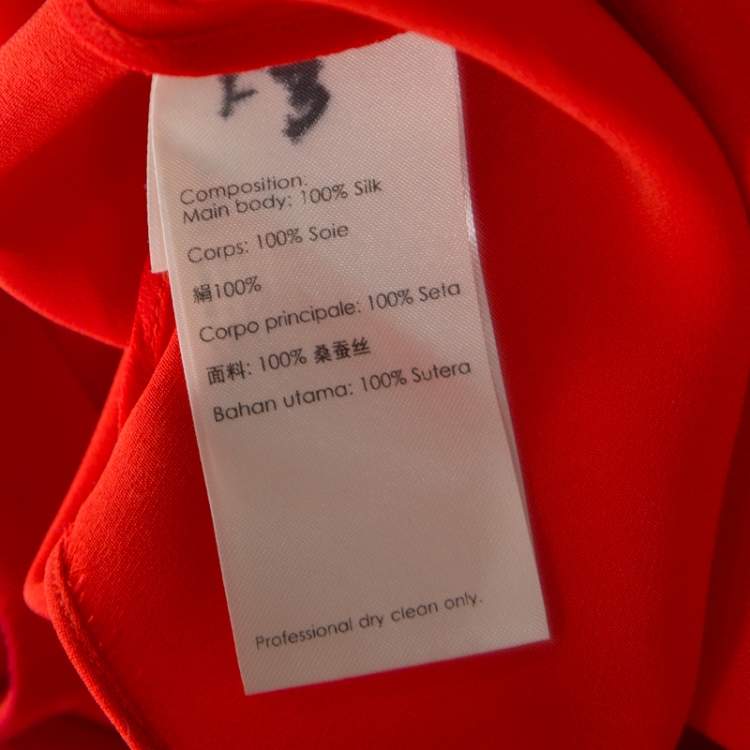 Composition:
Main body: 100% Silk
Corps: 100% Soie
絹100%
Corpo principale: 100% Seta
面料: 100% 桑蚕丝
Bahan utama: 100% Sutera
Professional dry clean only.